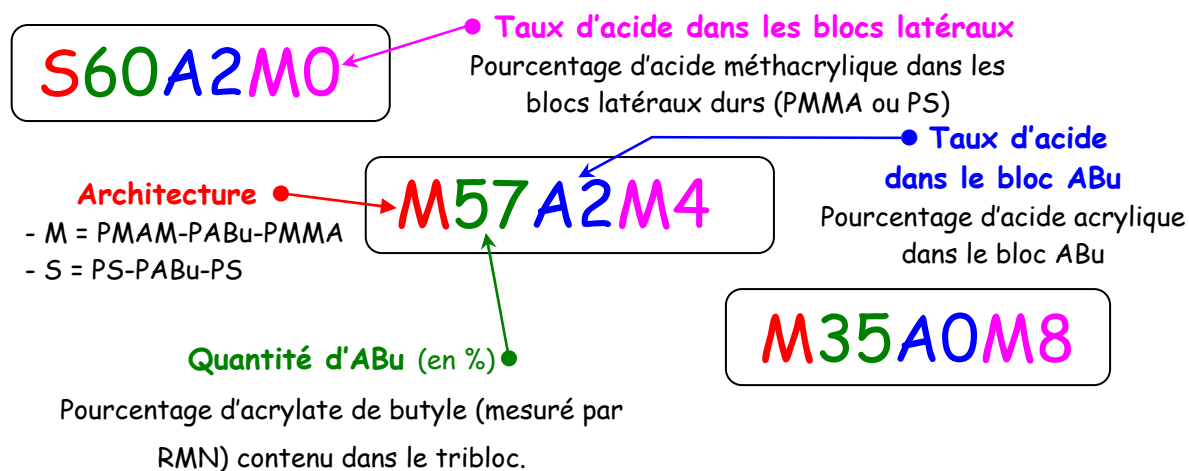 Taux d'acide dans les blocs latéraux
S60A2M0
Pourcentage d'acide méthacrylique dans les
blocs latéraux durs (PMMA ou PS)
Taux d'acide
dans le bloc ABu
Pourcentage d'acide acrylique
dans le bloc ABu
Architecture
- M = PMAM-PABu-PMMA
- S = PS-PABu-PS
M57A2M4
M35A0M8
Quantité d'ABu (en %)
Pourcentage d'acrylate de butyle (mesuré par
RMN) contenu dans le tribloc.